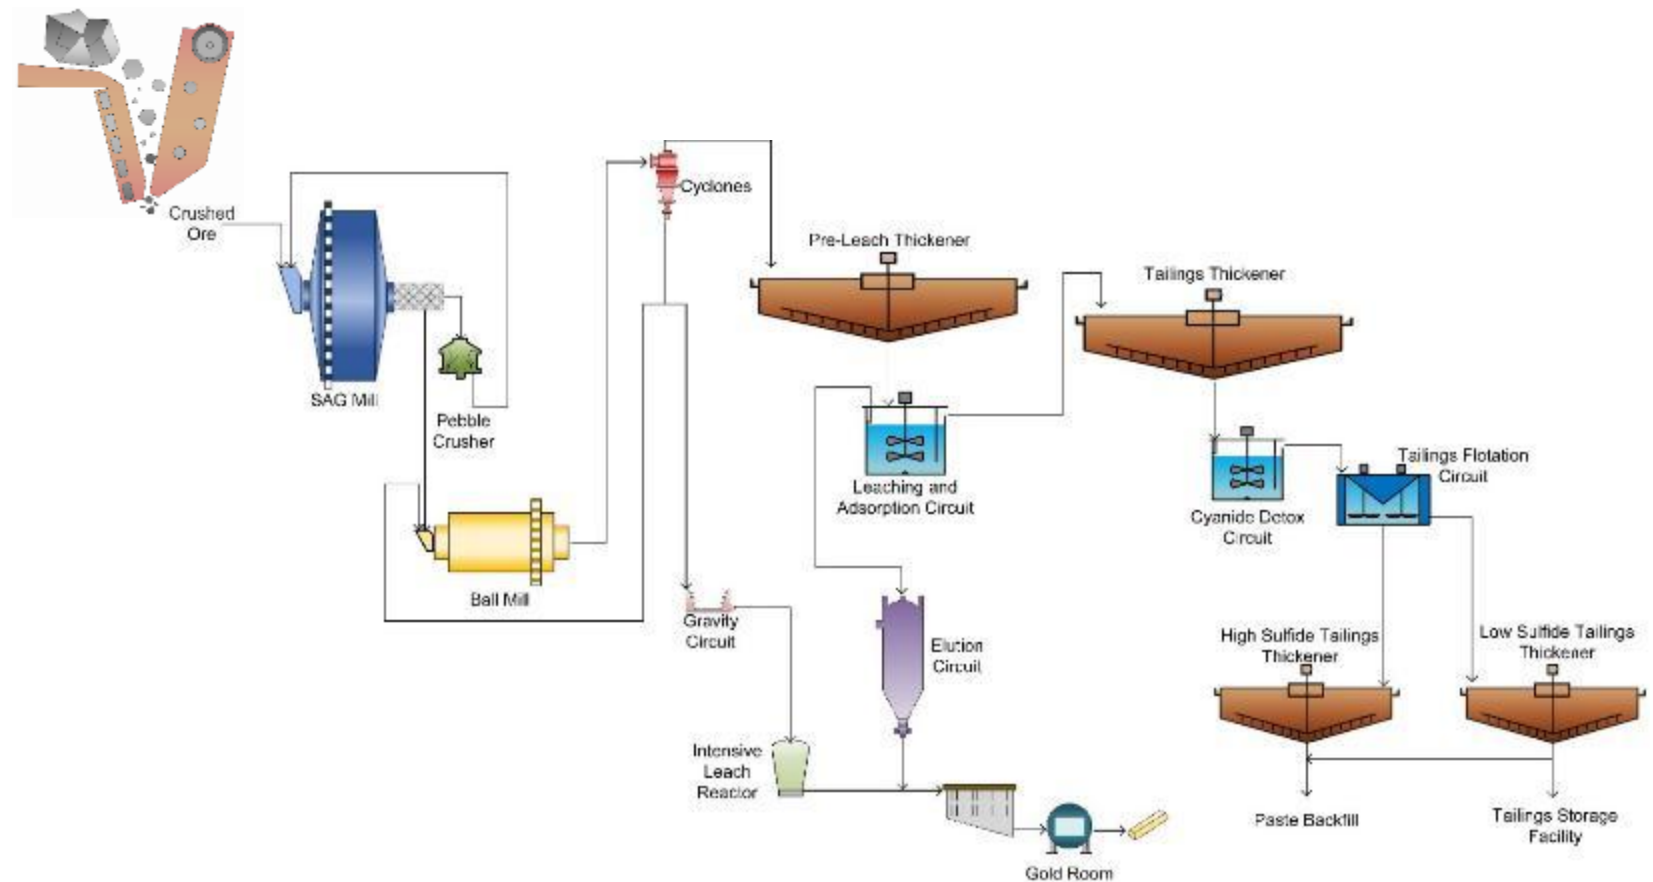 Crushed
Ore
SAG Mill
Pebble
Crusher
Ball Mill
Cyclones
Pre-Leach Thickener
Tailings Thickener
Leaching and
Adsorption Circuit
Cyanide Detox
Circuit
Tailings Flotation
Circuit
Gravity
Circuit
Elution
Circuit
High Sulfide Tailings
Thickener
Low Sulfide Tailings
Thickener
Intensive
Leach
Reactor
Gold Room
Paste Backfill
Tailings Storage
Facility